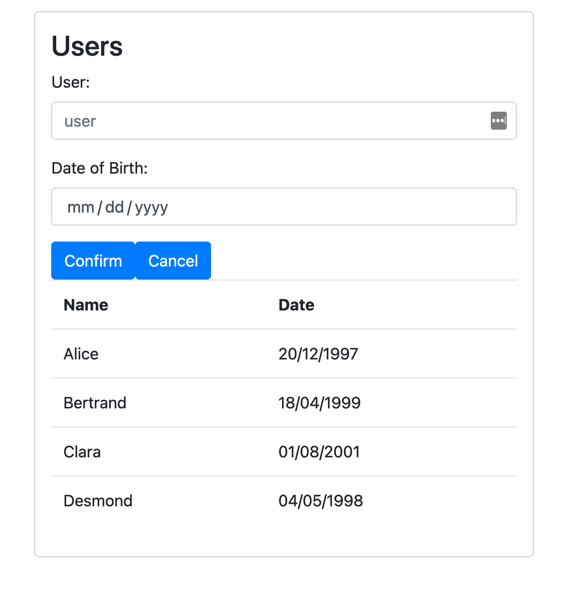 Users
User:
user
Date of Birth:
mm/dd/yyyy
Confirm Cancel
Name Date
Alice 20/12/1997
Bertrand 18/04/1999
Clara 01/08/2001
Desmond 04/05/1998